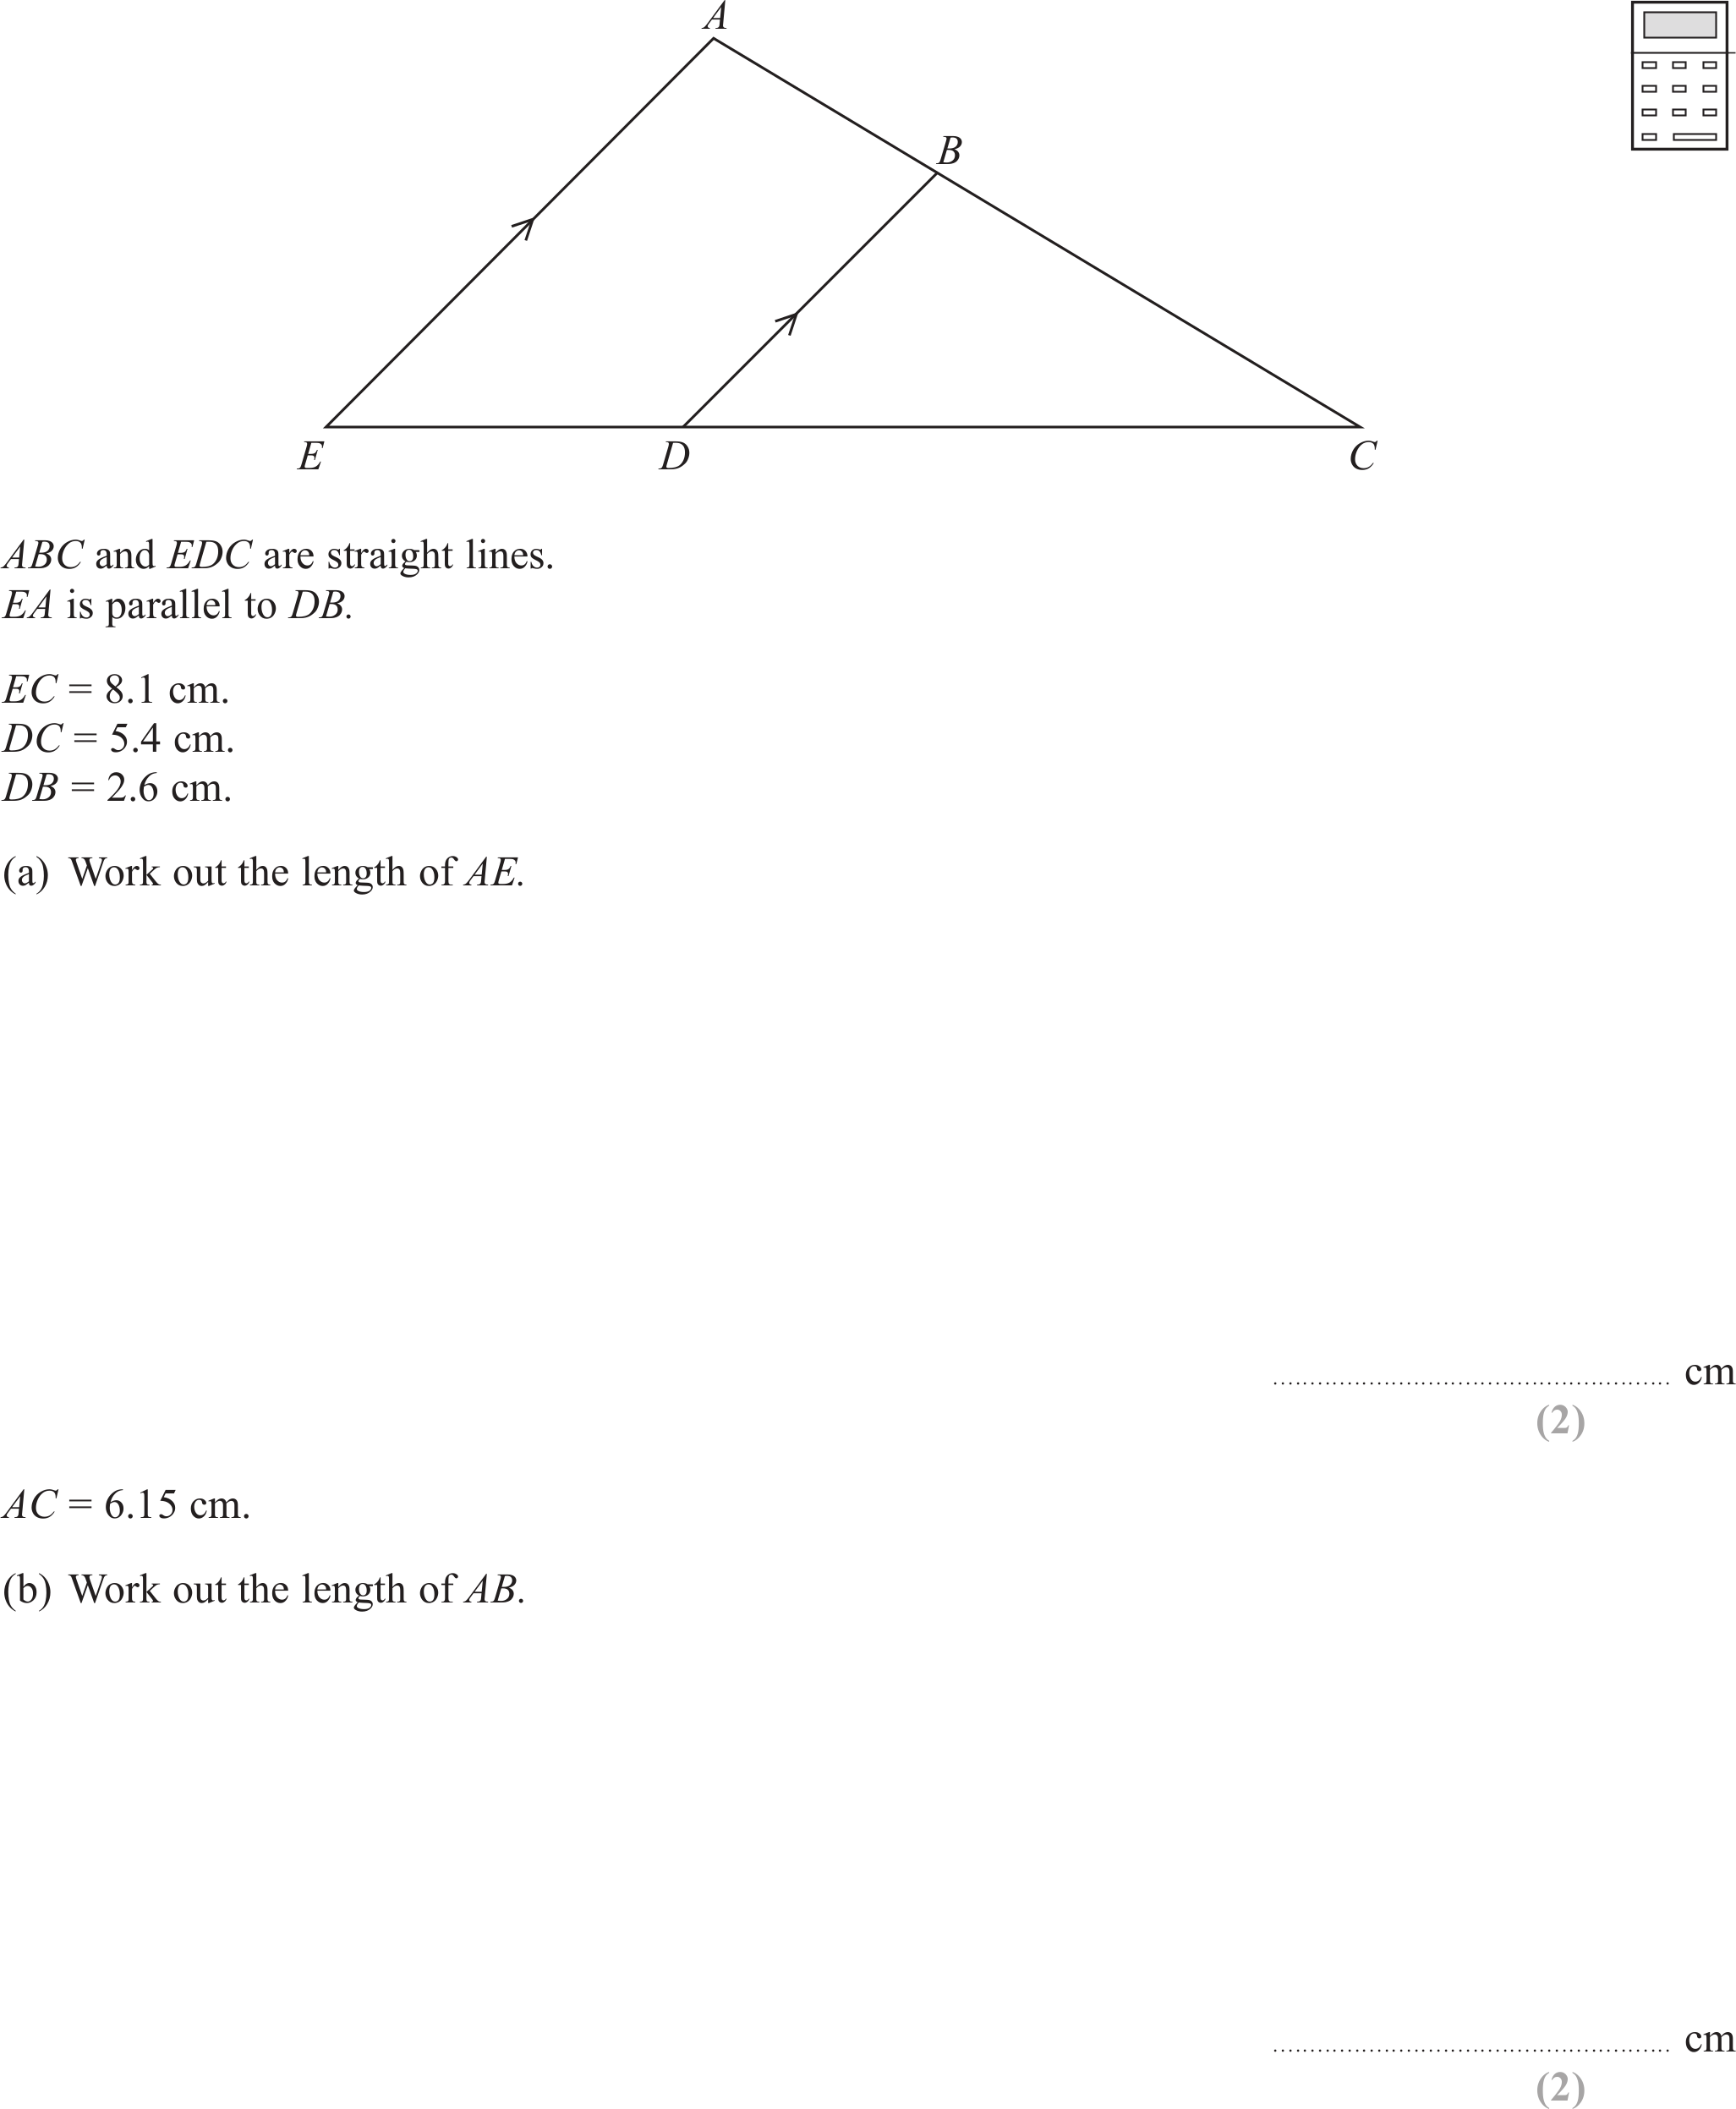 A
B
E
D
C
ABC and EDC are straight lines.
EA is parallel to DB.
EC = 8.1 cm.
DC = 5.4 cm.
DB = 2.6 cm.
(a) Work out the length of AE.
...................................................... cm
(2)
AC = 6.15 cm.
(b) Work out the length of AB.
...................................................... cm
(2)